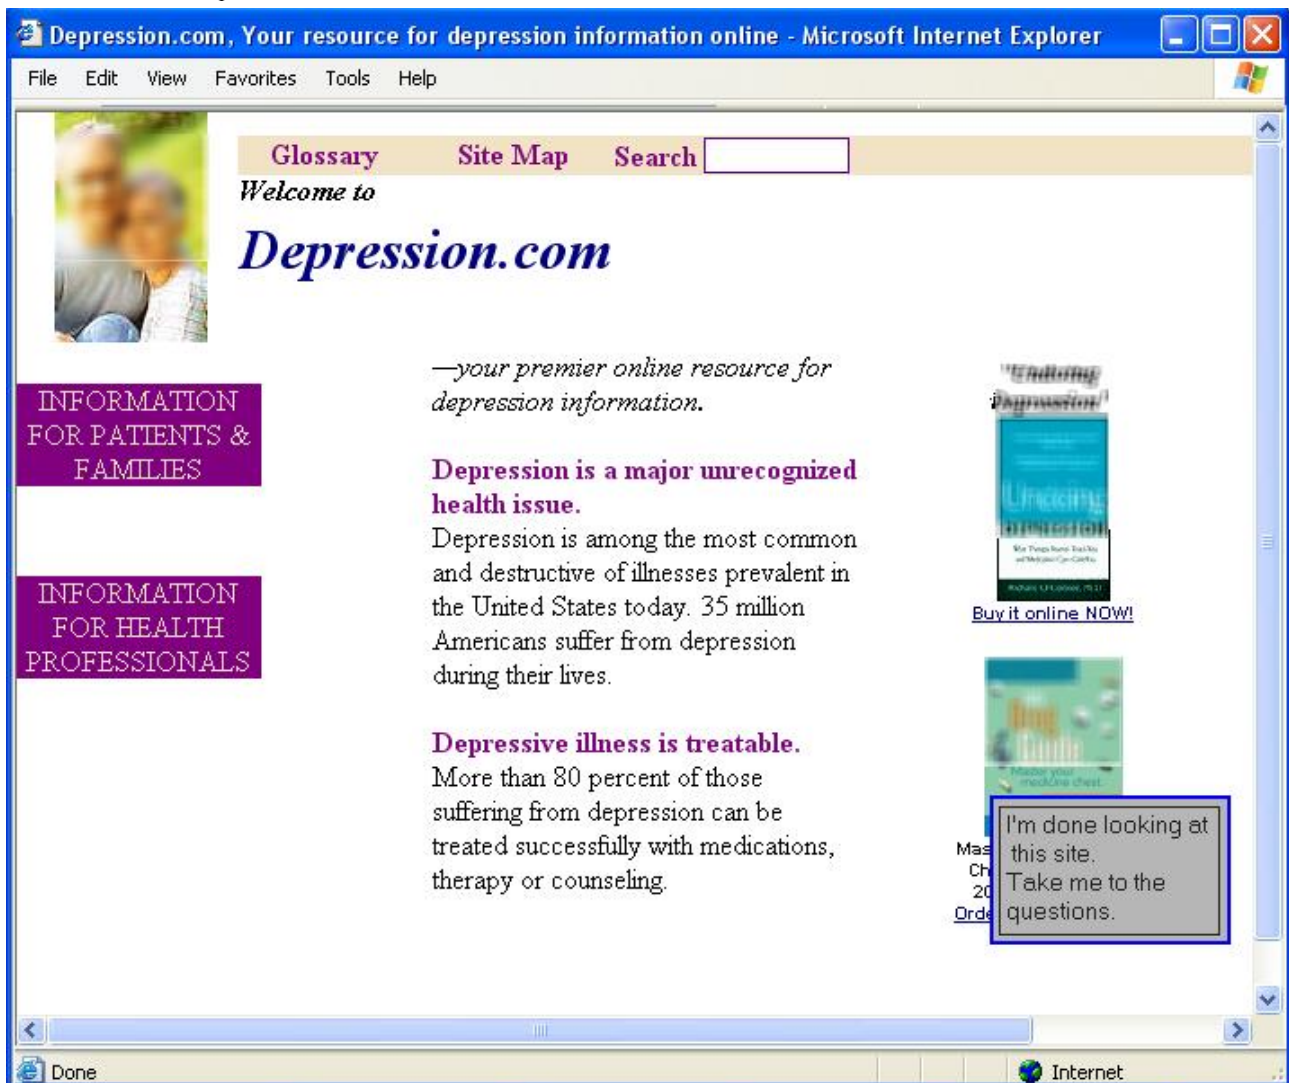 Depression.com, Your resource for depression information online - Microsoft Internet Explorer
File Edit View Favorites Tools Help
Glossary Site Map Search
Welcome to
Depression.com
—your premier online resource for
depression information.
Depression is a major unrecognized
health issue.
Depression is among the most common
and destructive of illnesses prevalent in
the United States today. 35 million
Americans suffer from depression
during their lives.
Depressive illness is treatable.
More than 80 percent of those
suffering from depression can be
treated successfully with medications,
therapy or counseling.
INFORMATION
FOR PATIENTS &
FAMILIES
INFORMATION
FOR HEALTH
PROFESSIONALS
Buy it online NOW!
Master your
medicine chest.
I'm done looking at
this site.
Take me to the
questions.
Done
Internet